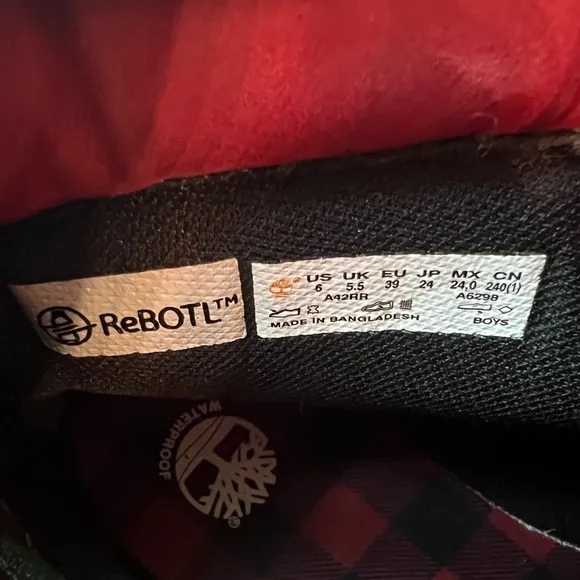 ReBOTL™
US UK EU JP MX CN
6 5.5 39 24 24,0 240(1)
A42RR A6298
MADE IN BANGLADESH BOYS
WATERPROOF
®